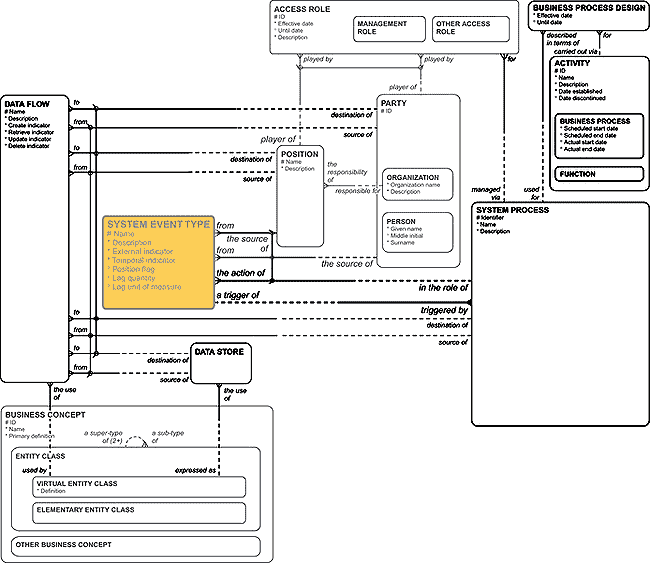 ACCESS ROLE
# ID
* Effective date
* Until date
* Description
MANAGEMENT
ROLE
OTHER ACCESS
ROLE
BUSINESS PROCESS DESIGN
* Effective date
* Until date
played by
played by
for
described
in terms of
for
carried out via
ACTIVITY
# ID
* Name
* Description
* Date established
* Date discontinued
BUSINESS PROCESS
* Scheduled start date
* Scheduled end date
* Actual start date
* Actual end date
FUNCTION
DATA FLOW
# Name
* Description
* Create indicator
* Retrieve indicator
* Update indicator
* Delete indicator
to
from
to
from
destination of
source of
player of
PARTY
# ID
player of
destination of
source of
POSITION
# Name
* Description
the
responsibility
of
responsible for
ORGANIZATION
* Organization name
* Description
PERSON
* Given name
* Middle initial
* Surname
managed
via
used
for
SYSTEM PROCESS
# Identifier
* Name
* Description
SYSTEM EVENT TYPE
# Name
* Description
* External indicator
* Temporal indicator
* Position flag
* Lag quantity
* Lag unit of measure
from
the source
of
from
the source of
the action of
in the role of
a trigger of
triggered by
to
destination of
from
source of
to
destination of
from
source of
DATA STORE
the use
of
the use
of
BUSINESS CONCEPT
# ID
* Name
* Primary definition
a super-type
of (2+)
a sub-type
of
ENTITY CLASS
used by
expressed as
VIRTUAL ENTITY CLASS
* Definition
ELEMENTARY ENTITY CLASS
OTHER BUSINESS CONCEPT